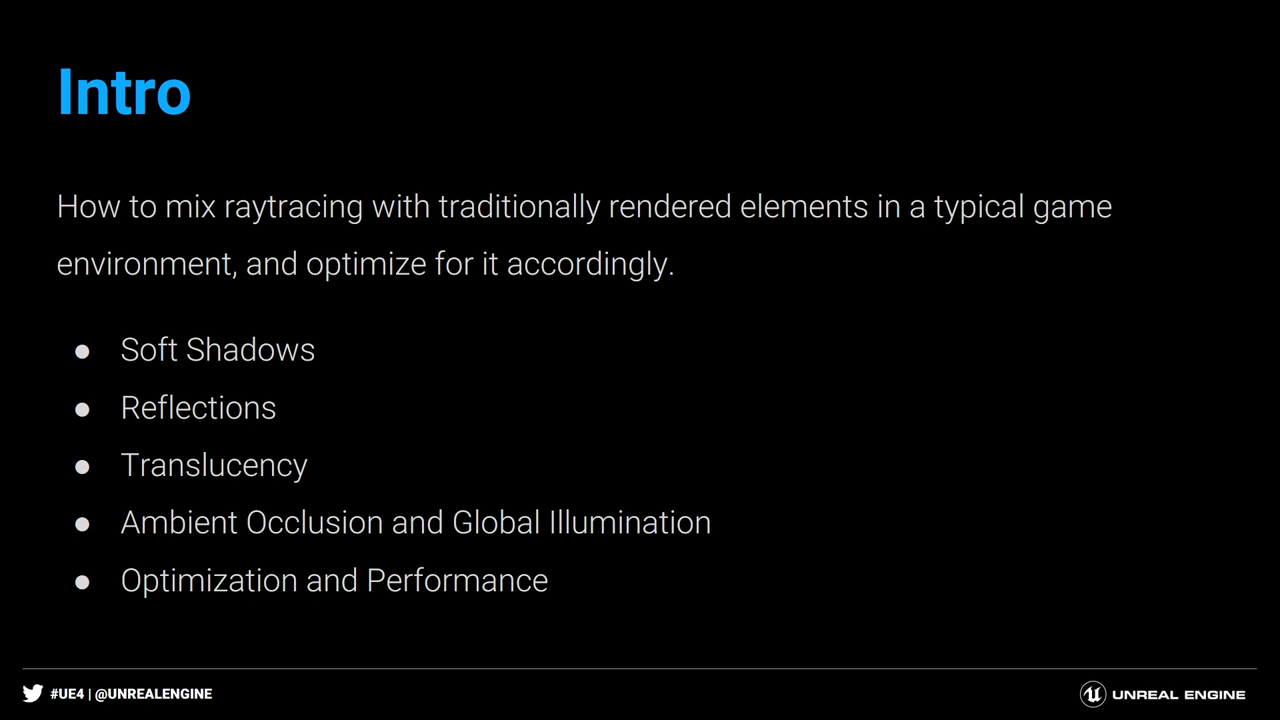 Intro
How to mix raytracing with traditionally rendered elements in a typical game
environment, and optimize for it accordingly.
● Soft Shadows
● Reflections
● Translucency
● Ambient Occlusion and Global Illumination
● Optimization and Performance
#UE4 | @UNREALENGINE
UNREAL ENGINE